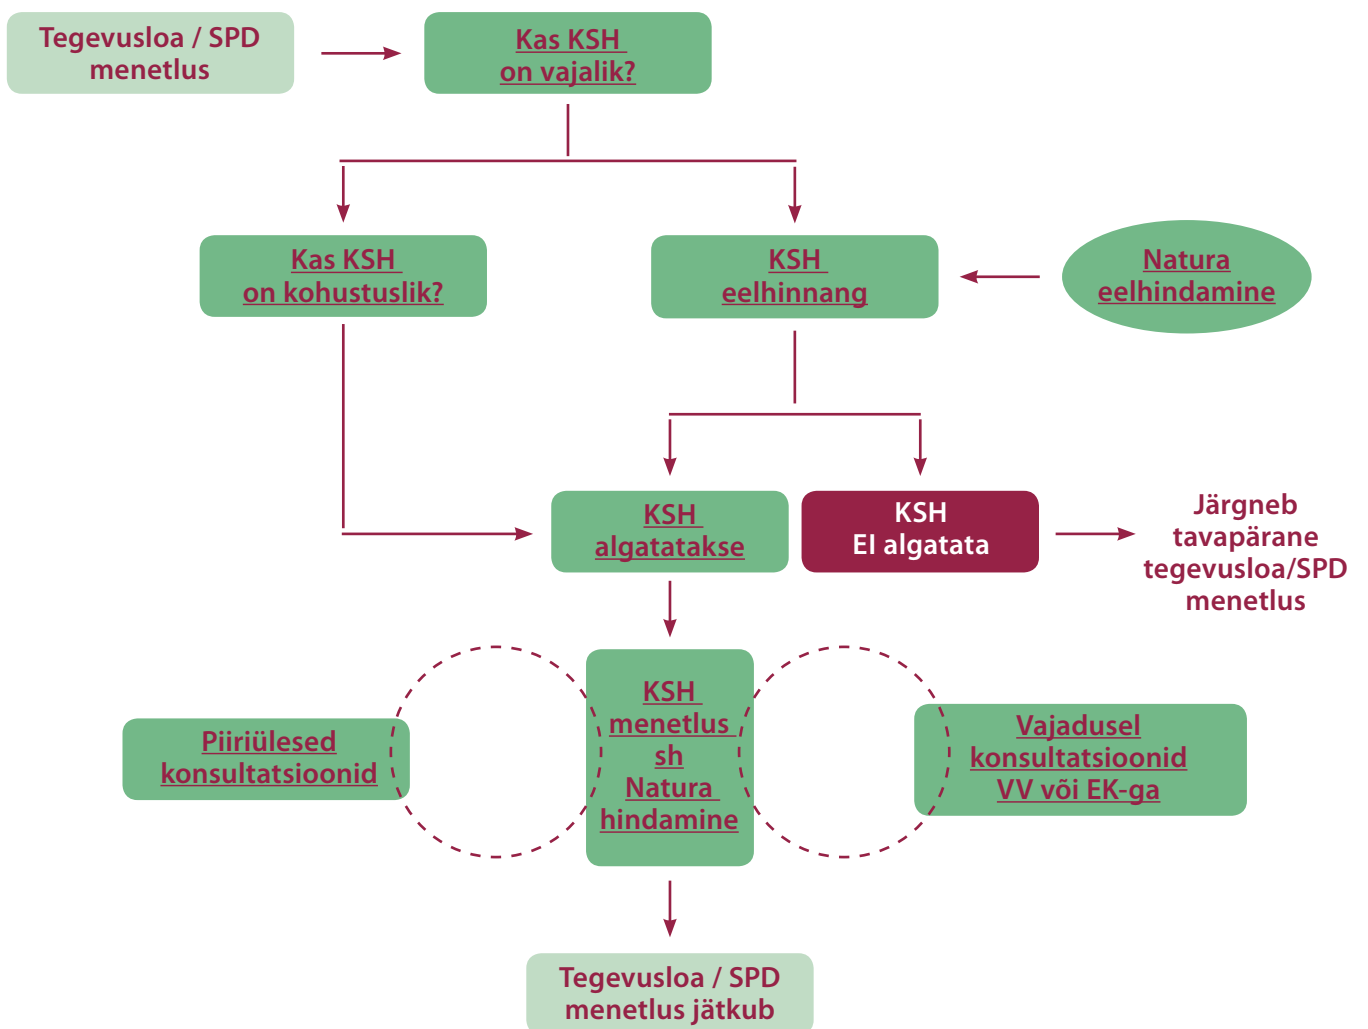 Tegevusloa / SPD
menetlus
Kas KSH
on vajalik?
Kas KSH
on kohustuslik?
KSH
eelhinnang
Natura
eelhindamine
KSH
algatatakse
KSH
EI algatata
Järgneb
tavapärane
tegevusloa/SPD
menetlus
Piiriülesed
konsultatsioonid
KSH
menetlus
sh
Natura
hindamine
Vajadusel
konsultatsioonid
VV või EK-ga
Tegevusloa / SPD
menetlus jätkub